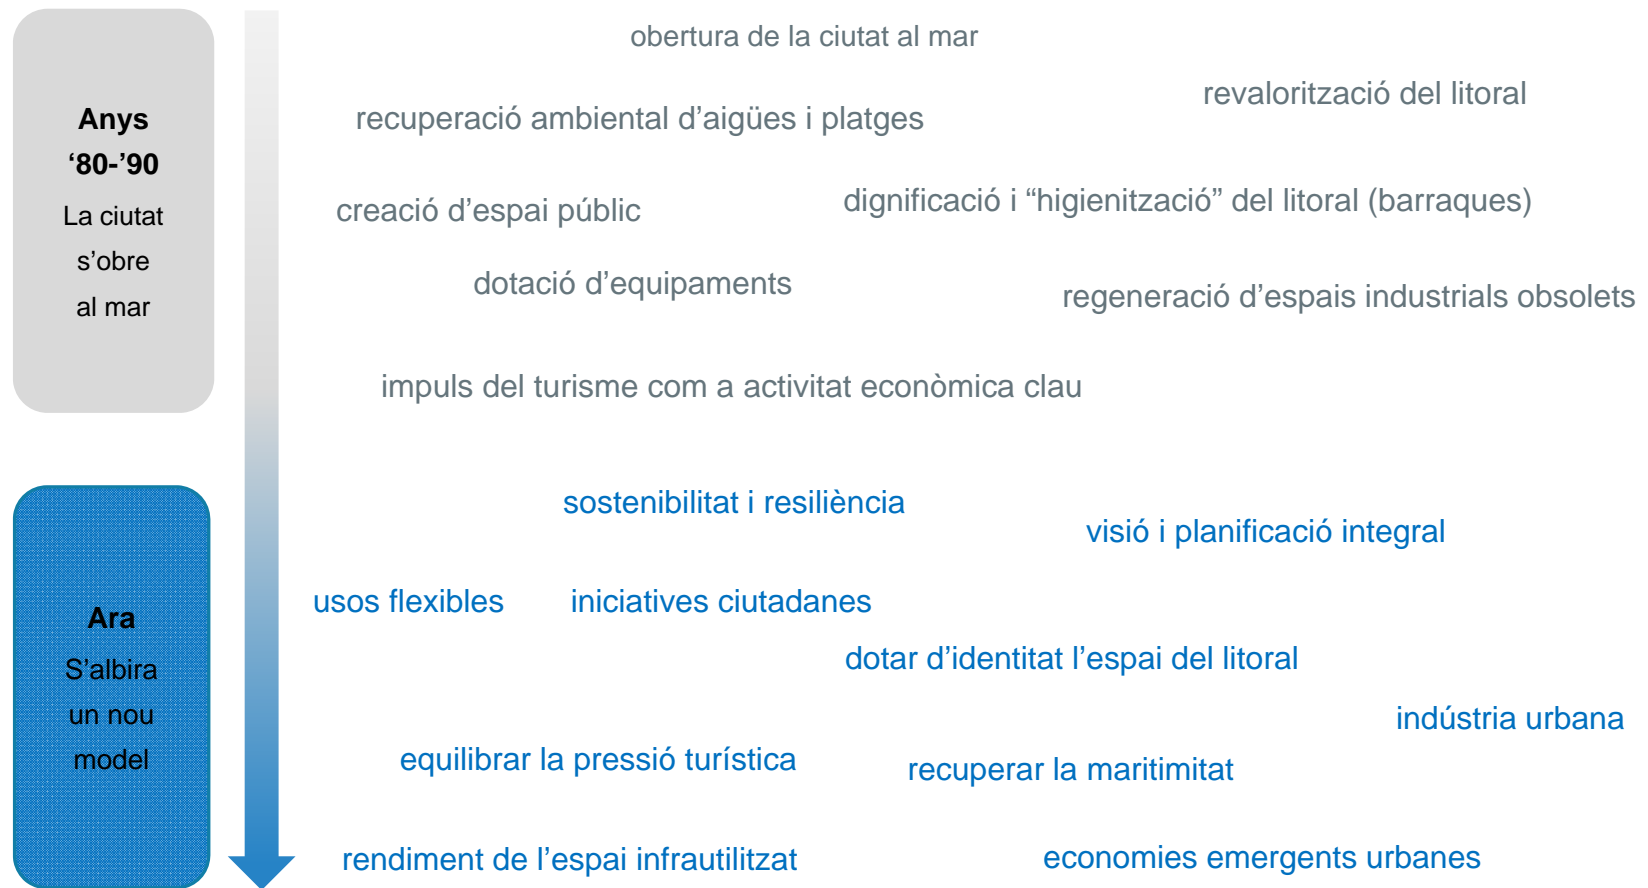 Anys
‘80-’90
La ciutat
s’obre
al mar
obertura de la ciutat al mar
revalorització del litoral
recuperació ambiental d’aigües i platges
creació d’espai públic
dignificació i “higienització” del litoral (barraques)
dotació d’equipaments
regeneració d’espais industrials obsolets
impuls del turisme com a activitat econòmica clau
Ara
S’albira
un nou
model
sostenibilitat i resiliència
visió i planificació integral
usos flexibles
iniciatives ciutadanes
dotar d’identitat l’espai del litoral
indústria urbana
equilibrar la pressió turística
recuperar la maritimitat
rendiment de l’espai infrautilitzat
economies emergents urbanes